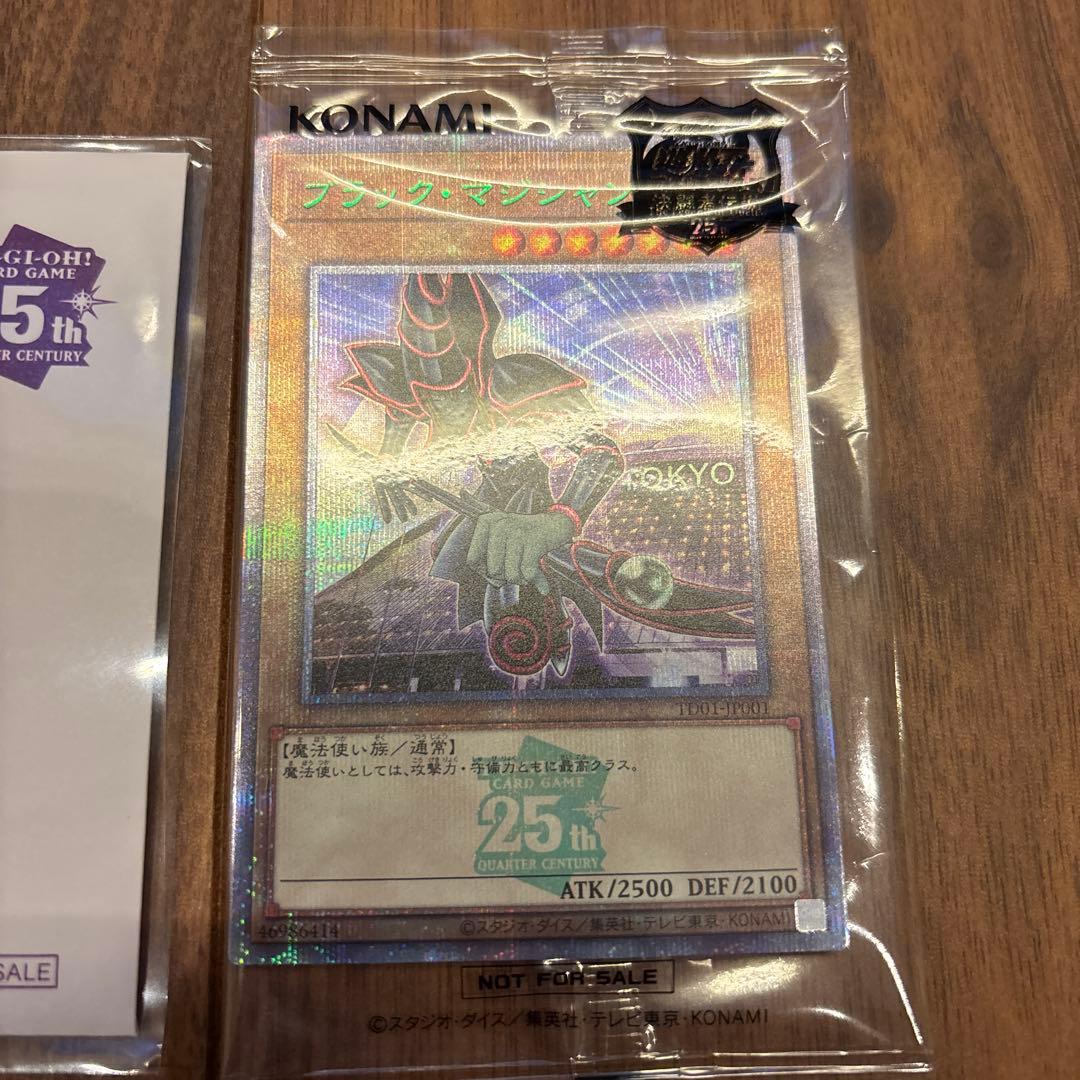 -GI-OH!
RD GAME
5th
ER CENTURY
SALE
KONAMI
ブラック・マジシャン
25th
TOKYO
TD01-JP001
【魔法使い族／通常】
魔法使いとしては、攻撃力・守備力ともに最高クラス。
CARD GAME
25th
QUARTER CENTURY
ATK/2500 DEF/2100
46986414
©スタジオ・ダイス／集英社・テレビ東京・KONAMI
NOT FOR SALE
©スタジオ・ダイス／集英社・テレビ東京・KONAMI